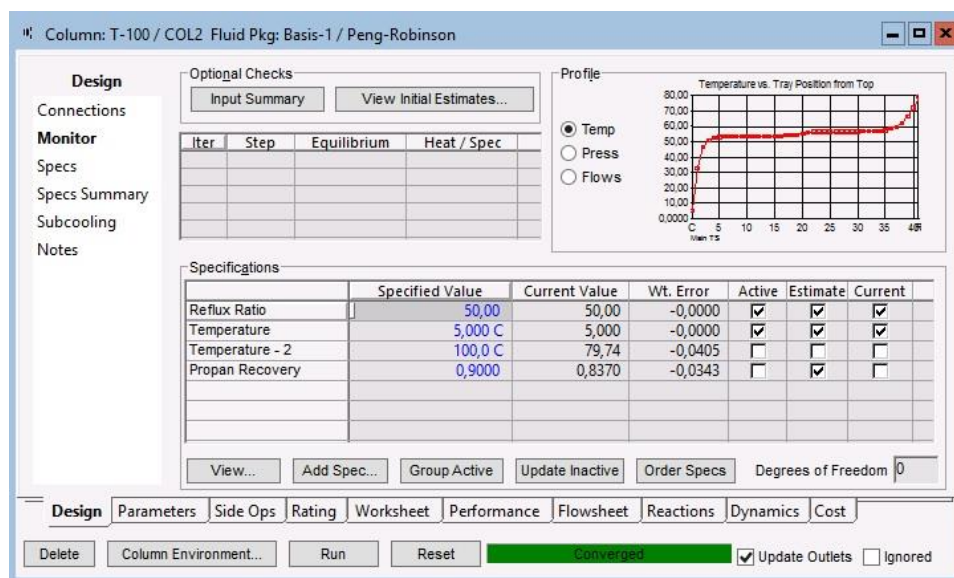 Column: T-100 / COL2 Fluid Pkg: Basis-1 / Peng-Robinson
Design
Connections
Monitor
Specs
Specs Summary
Subcooling
Notes
Optional Checks
Input Summary View Initial Estimates...
Iter Step Equilibrium Heat / Spec
Profile
Temp
Press
Flows
Temperature vs. Tray Position from Top
80,00
70,00
60,00
50,00
40,00
30,00
20,00
10,00
0,0000
C 5 10 15 20 25 30 35
Main TS
Specifications
Specified Value Current Value Wt. Error Active Estimate Current
Reflux Ratio 50,00 50,00 -0,0000
Temperature 5,000 C 5,000 -0,0000
Temperature - 2 100,0 C 79,74 -0,0405
Propan Recovery 0,9000 0,8370 -0,0343
View... Add Spec... Group Active Update Inactive Order Specs Degrees of Freedom 0
Design Parameters Side Ops Rating Worksheet Performance Flowsheet Reactions Dynamics Cost
Delete Column Environment... Run Reset Converged Update Outlets Ignored